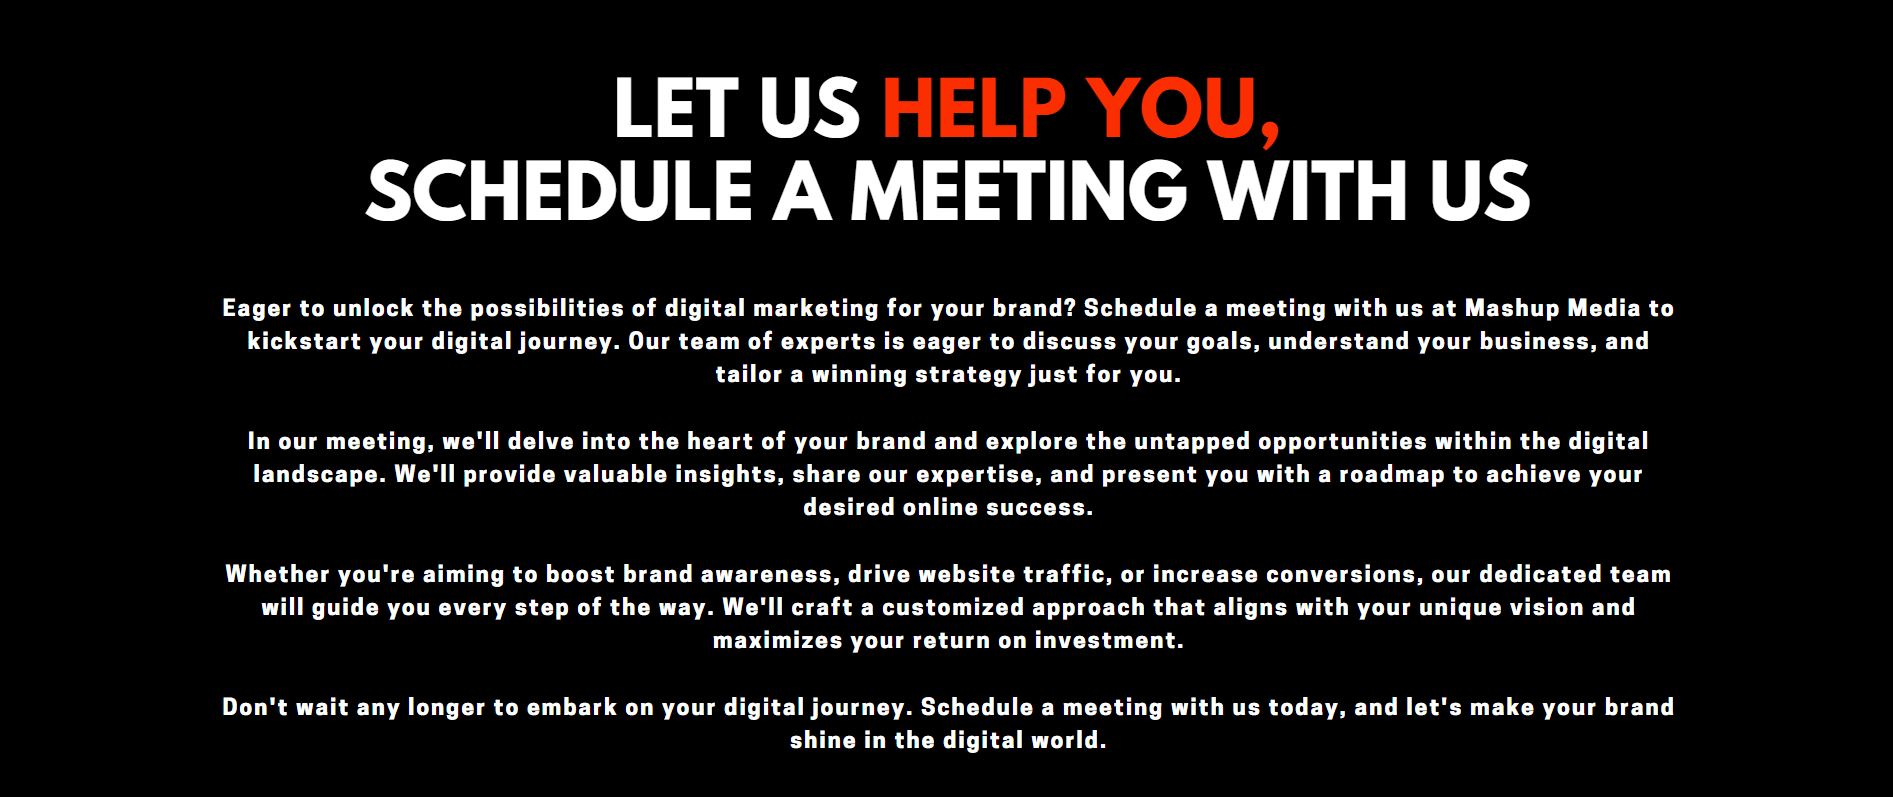 LET US HELP YOU,
SCHEDULE A MEETING WITH US
Eager to unlock the possibilities of digital marketing for your brand? Schedule a meeting with us at Mashup Media to
kickstart your digital journey. Our team of experts is eager to discuss your goals, understand your business, and
tailor a winning strategy just for you.
In our meeting, we'll delve into the heart of your brand and explore the untapped opportunities within the digital
landscape. We'll provide valuable insights, share our expertise, and present you with a roadmap to achieve your
desired online success.
Whether you're aiming to boost brand awareness, drive website traffic, or increase conversions, our dedicated team
will guide you every step of the way. We'll craft a customized approach that aligns with your unique vision and
maximizes your return on investment.
Don't wait any longer to embark on your digital journey. Schedule a meeting with us today, and let's make your brand
shine in the digital world.